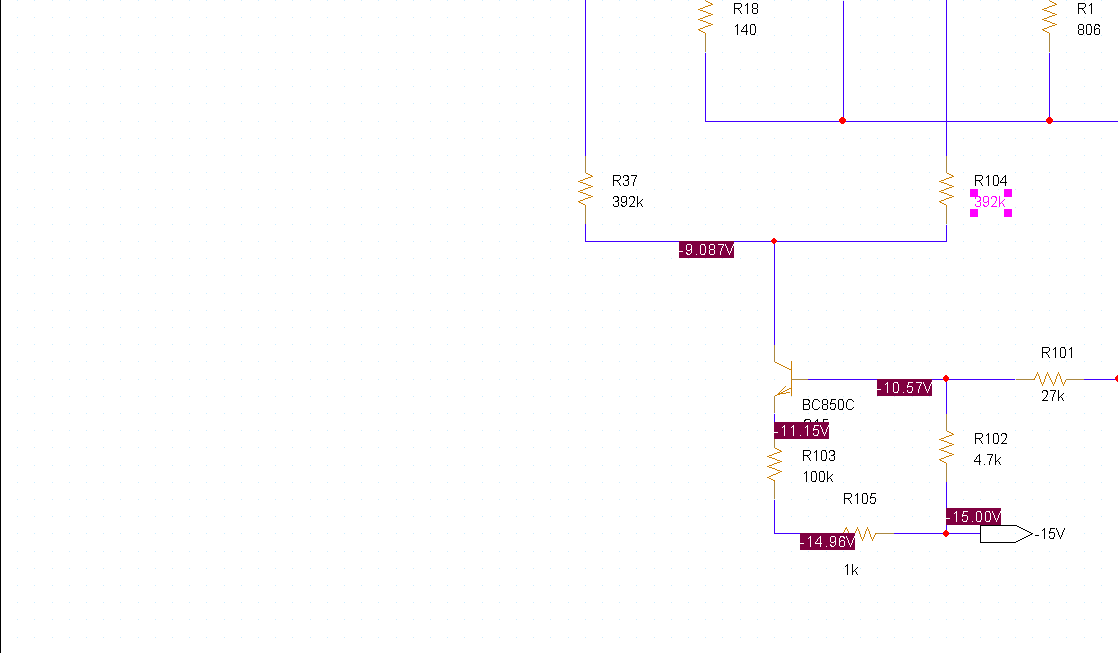 R18
140
R1
806
R37
392k
R104
392k
-9.087V
R101
27k
-10.57V
BC850C
-11.15V
R102
4.7k
R103
100k
R105
-15.00V
-15V
-14.96V
1k